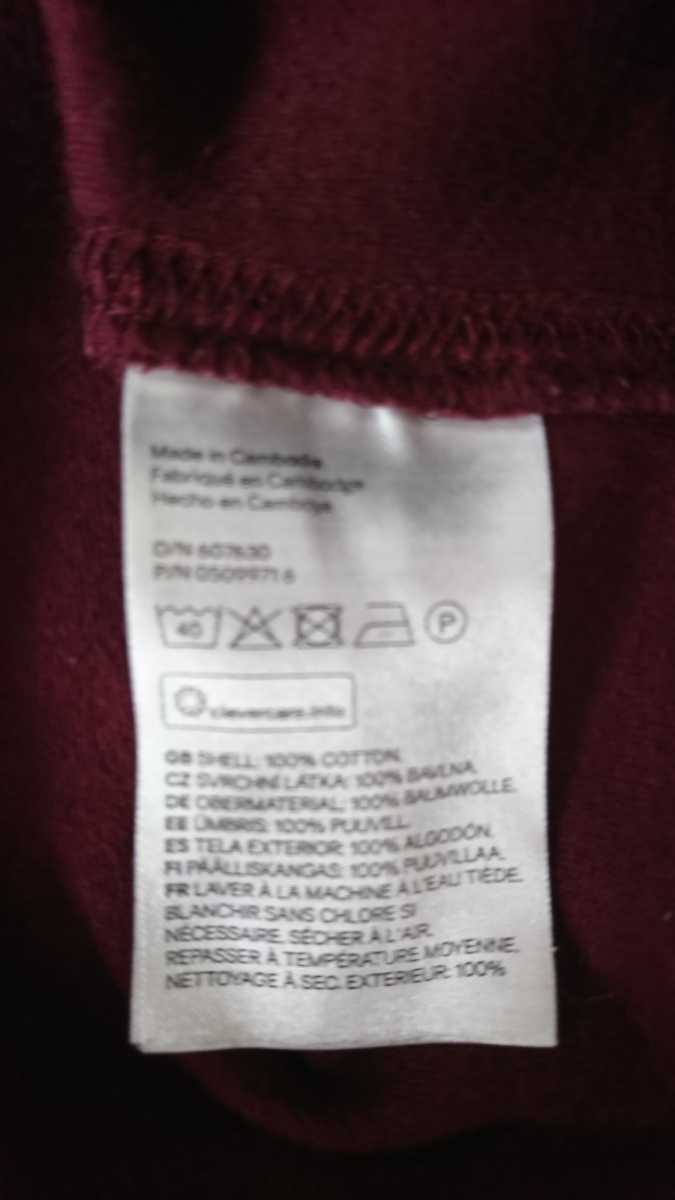 Made in Cambodia
Fabriqué en Cambodge
Hecho en Camboya
O/N 607630
P/N 05099716
40 P
clevercare.info
GB SHELL: 100% COTTON.
CZ SVRCHNÍ LÁTKA: 100% BAVLNA.
DE OBERMATERIAL: 100% BAUMWOLLE.
EE ÜMBRIS: 100% PUUVILL.
ES TELA EXTERIOR: 100% ALGODÓN.
FI PÄÄLLISKANGAS: 100% PUUVILLAA.
FR LAVER À LA MACHINE À L'EAU TIÈDE.
BLANCHIR SANS CHLORE SI
NÉCESSAIRE. SÉCHER À L'AIR.
REPASSER À TEMPÉRATURE MOYENNE.
NETTOYAGE À SEC. EXTERIEUR: 100%